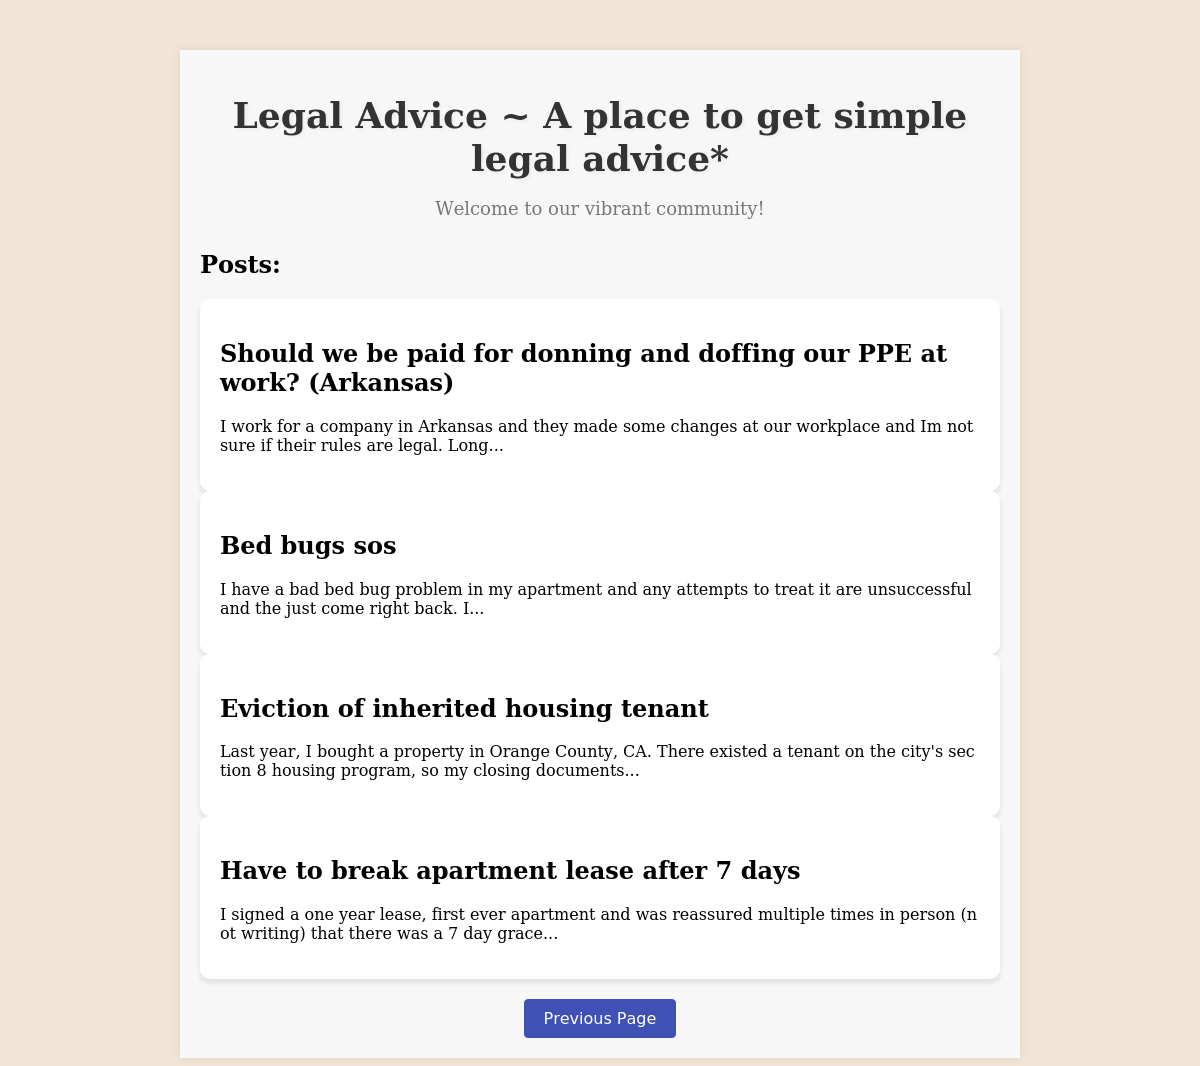 Legal Advice ~ A place to get simple
legal advice*
Welcome to our vibrant community!
Posts:
Should we be paid for donning and doffing our PPE at
work? (Arkansas)
I work for a company in Arkansas and they made some changes at our workplace and Im not
sure if their rules are legal. Long...
Bed bugs sos
I have a bad bed bug problem in my apartment and any attempts to treat it are unsuccessful
and the just come right back. I...
Eviction of inherited housing tenant
Last year, I bought a property in Orange County, CA. There existed a tenant on the city's sec
tion 8 housing program, so my closing documents...
Have to break apartment lease after 7 days
I signed a one year lease, first ever apartment and was reassured multiple times in person (n
ot writing) that there was a 7 day grace...
Previous Page